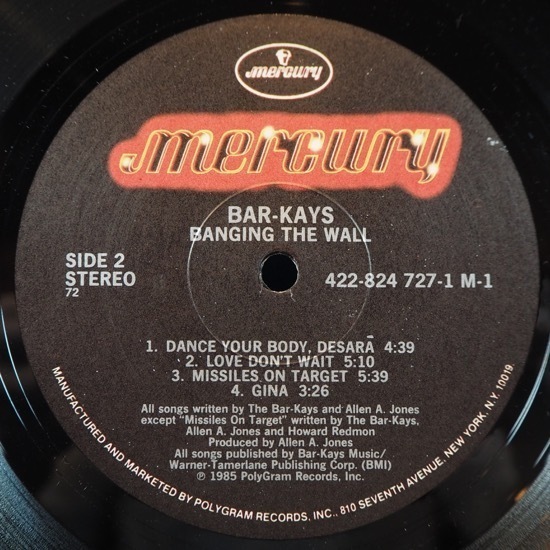 mercury
mercury
BAR-KAYS
BANGING THE WALL
SIDE 2
STEREO
72
422-824 727-1 M-1
1. DANCE YOUR BODY, DESARĀ 4:39
2. LOVE DON'T WAIT 5:10
3. MISSILES ON TARGET 5:39
4. GINA 3:26
All songs written by The Bar-Kays and Allen A. Jones
except "Missiles On Target" written by The Bar-Kays,
Allen A. Jones and Howard Redmon
Produced by Allen A. Jones
All songs published by Bar-Kays Music/
Warner-Tamerlane Publishing Corp. (BMI)
℗ 1985 PolyGram Records, Inc.
MANUFACTURED AND MARKETED BY POLYGRAM RECORDS, INC., 810 SEVENTH AVENUE, NEW YORK, N.Y. 10019